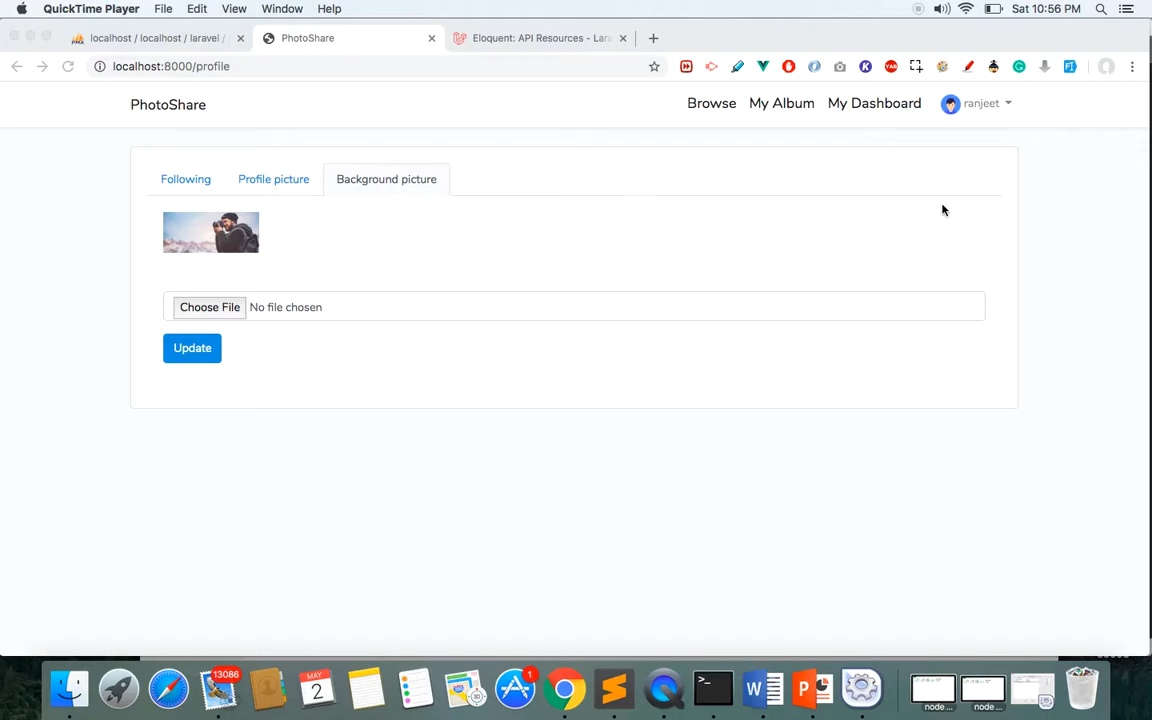 QuickTime Player File Edit View Window Help Sat 10:56 PM
localhost / localhost / laravel / PhotoShare Eloquent: API Resources - Lar
localhost:8000/profile
PhotoShare Browse My Album My Dashboard ranjeet
Following Profile picture Background picture
Choose File No file chosen
Update
13086 MAY 2 1
node ... node ...